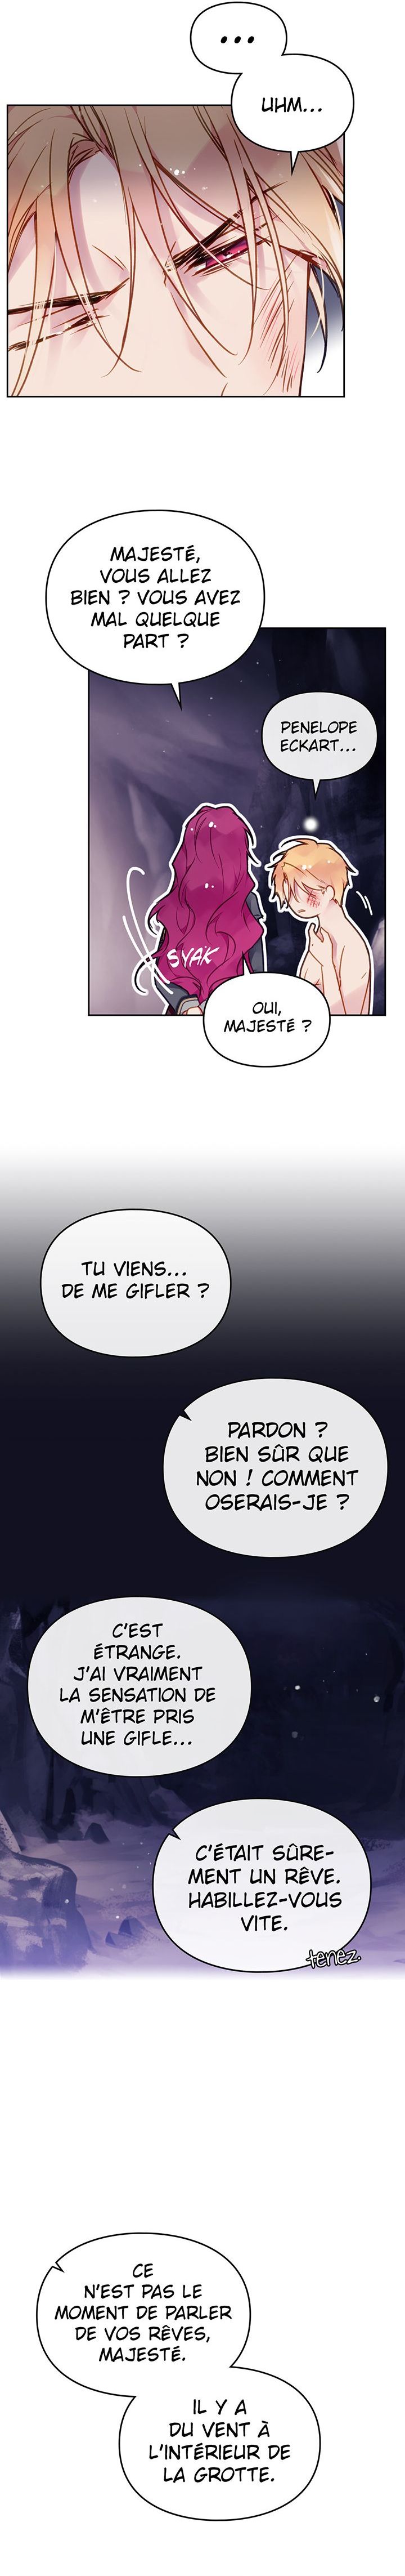 ...
UHM...
MAJESTÉ,
VOUS ALLEZ
BIEN ? VOUS AVEZ
MAL QUELQUE
PART ?
PENELOPE
ECKART...
SYAK
OUI,
MAJESTÉ ?
TU VIENS...
DE ME GIFLER ?
PARDON ?
BIEN SÛR QUE
NON ! COMMENT
OSERAIS-JE ?
C'EST
ÉTRANGE.
J'AI VRAIMENT
LA SENSATION DE
M'ÊTRE PRIS
UNE GIFLE...
C'ÉTAIT SÛRE-
MENT UN RÊVE.
HABILLEZ-VOUS
VITE.
tenez.
CE
N'EST PAS LE
MOMENT DE PARLER
DE VOS RÊVES,
MAJESTÉ.
IL Y A
DU VENT À
L'INTÉRIEUR DE
LA GROTTE.